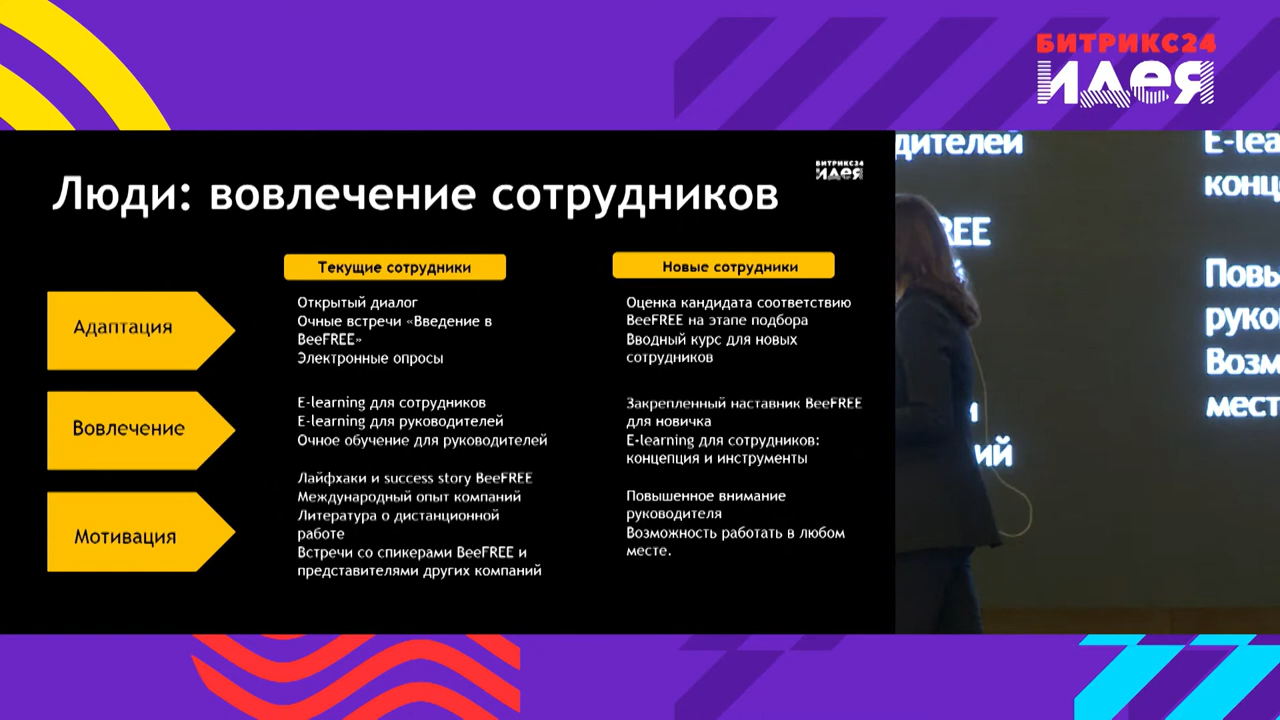 БИТРИКС24
идея
БИТРИКС24
идея
Люди: вовлечение сотрудников
Текущие сотрудники
Новые сотрудники
Адаптация
Открытый диалог
Очные встречи «Введение в
BeeFREE»
Электронные опросы
Оценка кандидата соответствию
BeeFREE на этапе подбора
Вводный курс для новых
сотрудников
Вовлечение
E-learning для сотрудников
E-learning для руководителей
Очное обучение для руководителей
Закрепленный наставник BeeFREE
для новичка
E-learning для сотрудников:
концепция и инструменты
Мотивация
Лайфхаки и success story BeeFREE
Международный опыт компаний
Литература о дистанционной
работе
Встречи со спикерами BeeFREE и
представителями других компаний
Повышенное внимание
руководителя
Возможность работать в любом
месте.
дителей
REE
ий
E-lea
конц
Повы
руко
Возм
мест